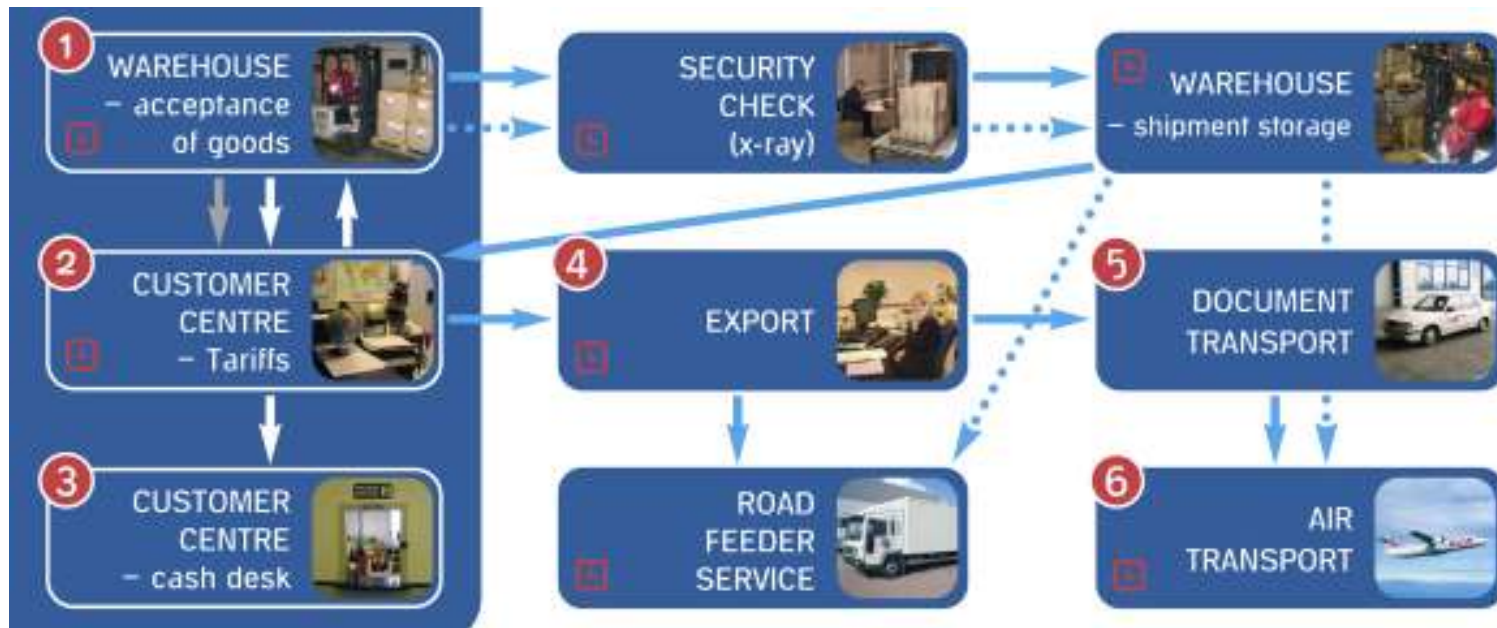 1
WAREHOUSE
– acceptance
of goods
SECURITY
CHECK
(x-ray)
WAREHOUSE
– shipment storage
2
CUSTOMER
CENTRE
– Tariffs
4
EXPORT
5
DOCUMENT
TRANSPORT
3
CUSTOMER
CENTRE
– cash desk
ROAD
FEEDER
SERVICE
6
AIR
TRANSPORT